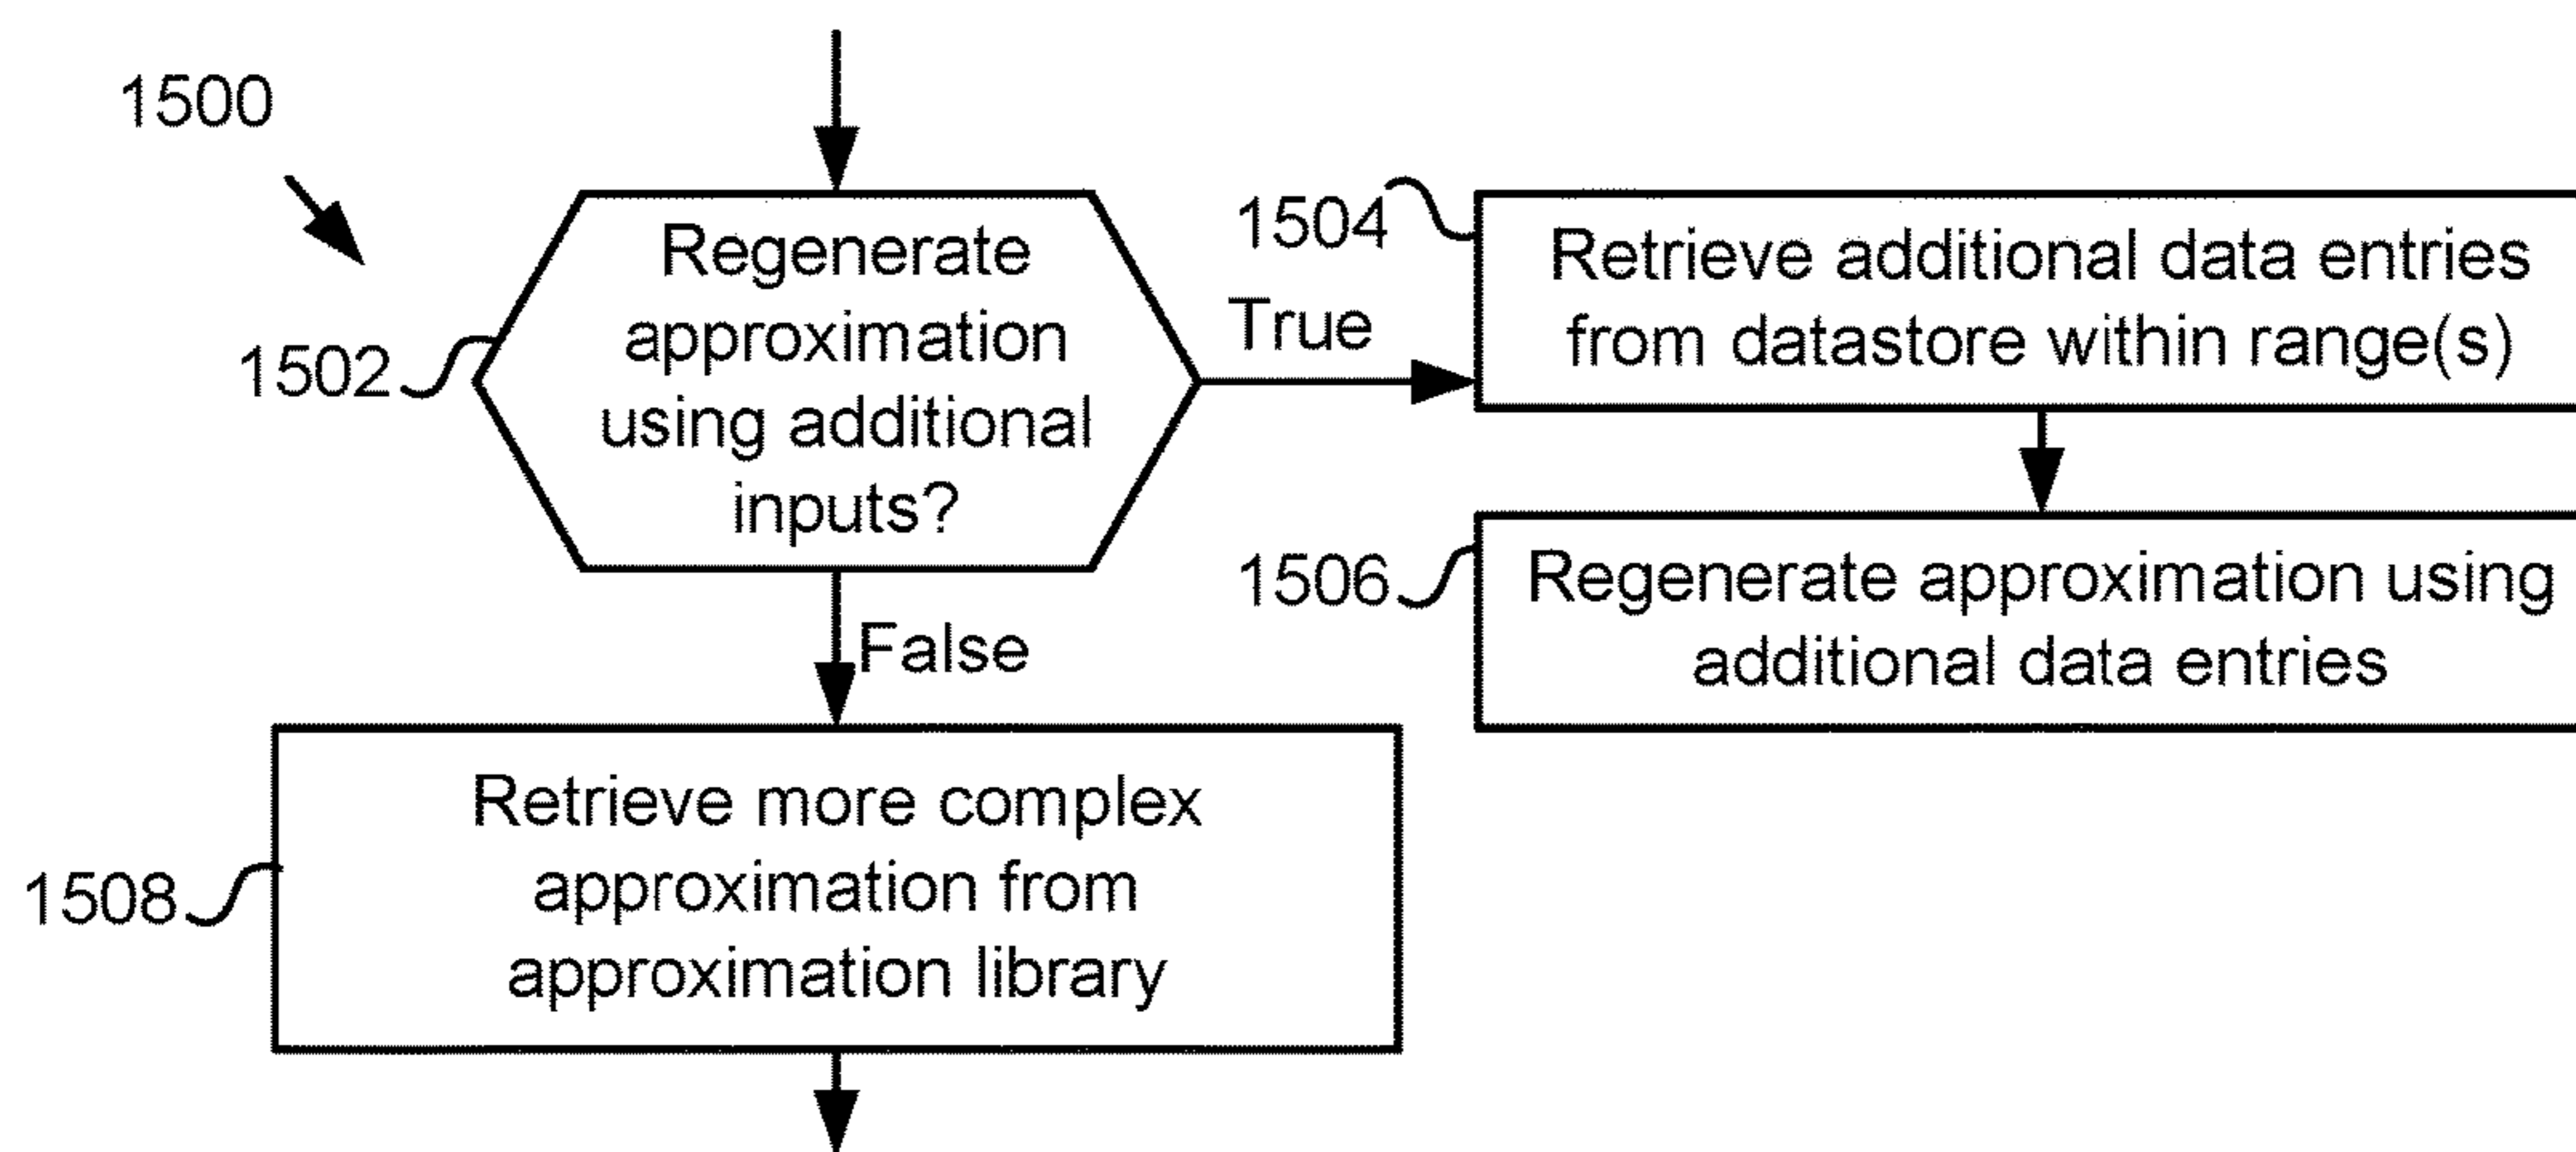 1500
1502
Regenerate
approximation
using additional
inputs?
True
False
1504
Retrieve additional data entries
from datastore within range(s)
1506
Regenerate approximation using
additional data entries
1508
Retrieve more complex
approximation from
approximation library